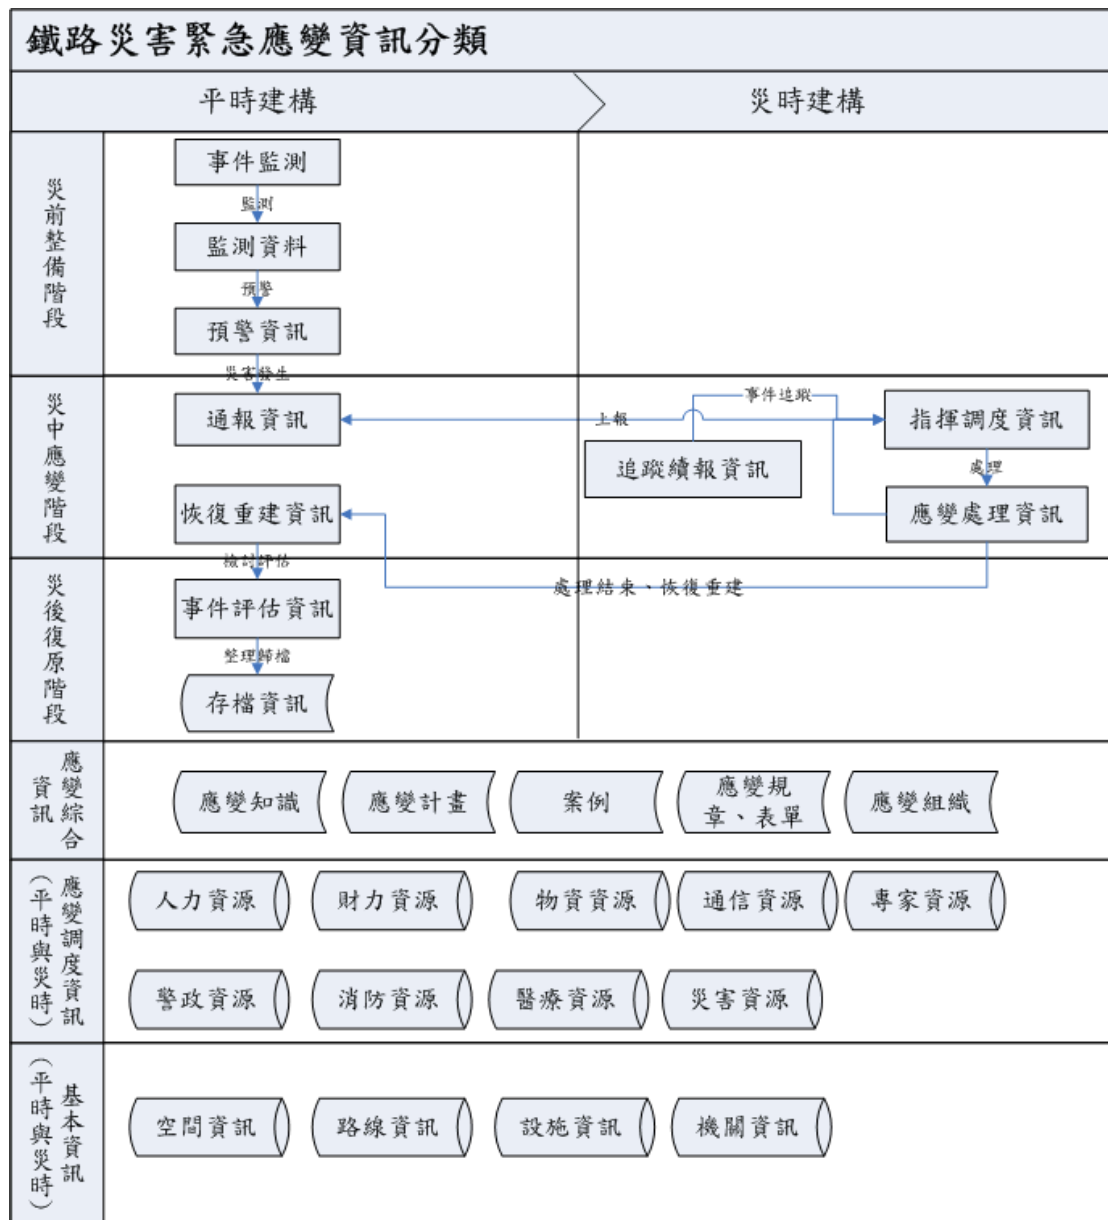 鐵路災害緊急應變資訊分類
平時建構
災時建構
災前整備階段
事件監測
監測
監測資料
預警
預警資訊
災害發生
災中應變階段
通報資訊
上報
事件追蹤
指揮調度資訊
追蹤續報資訊
處理
恢復重建資訊
應變處理資訊
檢討評估
災後復原階段
處理結束、恢復重建
事件評估資訊
整理歸檔
存檔資訊
應變綜合
資訊
應變知識
應變計畫
案例
應變規
章、表單
應變組織
應變調度資訊
(平時與災時)
人力資源
財力資源
物資資源
通信資源
專家資源
警政資源
消防資源
醫療資源
災害資源
基本資訊
(平時與災時)
空間資訊
路線資訊
設施資訊
機關資訊